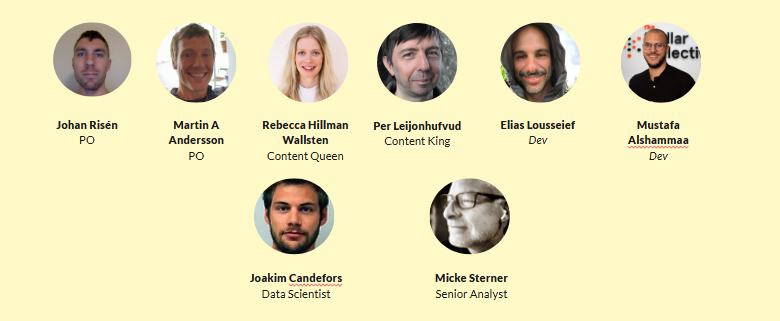 Johan Risén
PO
Martin A
Andersson
PO
Rebecca Hillman
Wallsten
Content Queen
Per Leijonhufvud
Content King
Elias Lousseief
Dev
Mustafa
Alshammaa
Dev
Joakim Candefors
Data Scientist
Micke Sterner
Senior Analyst